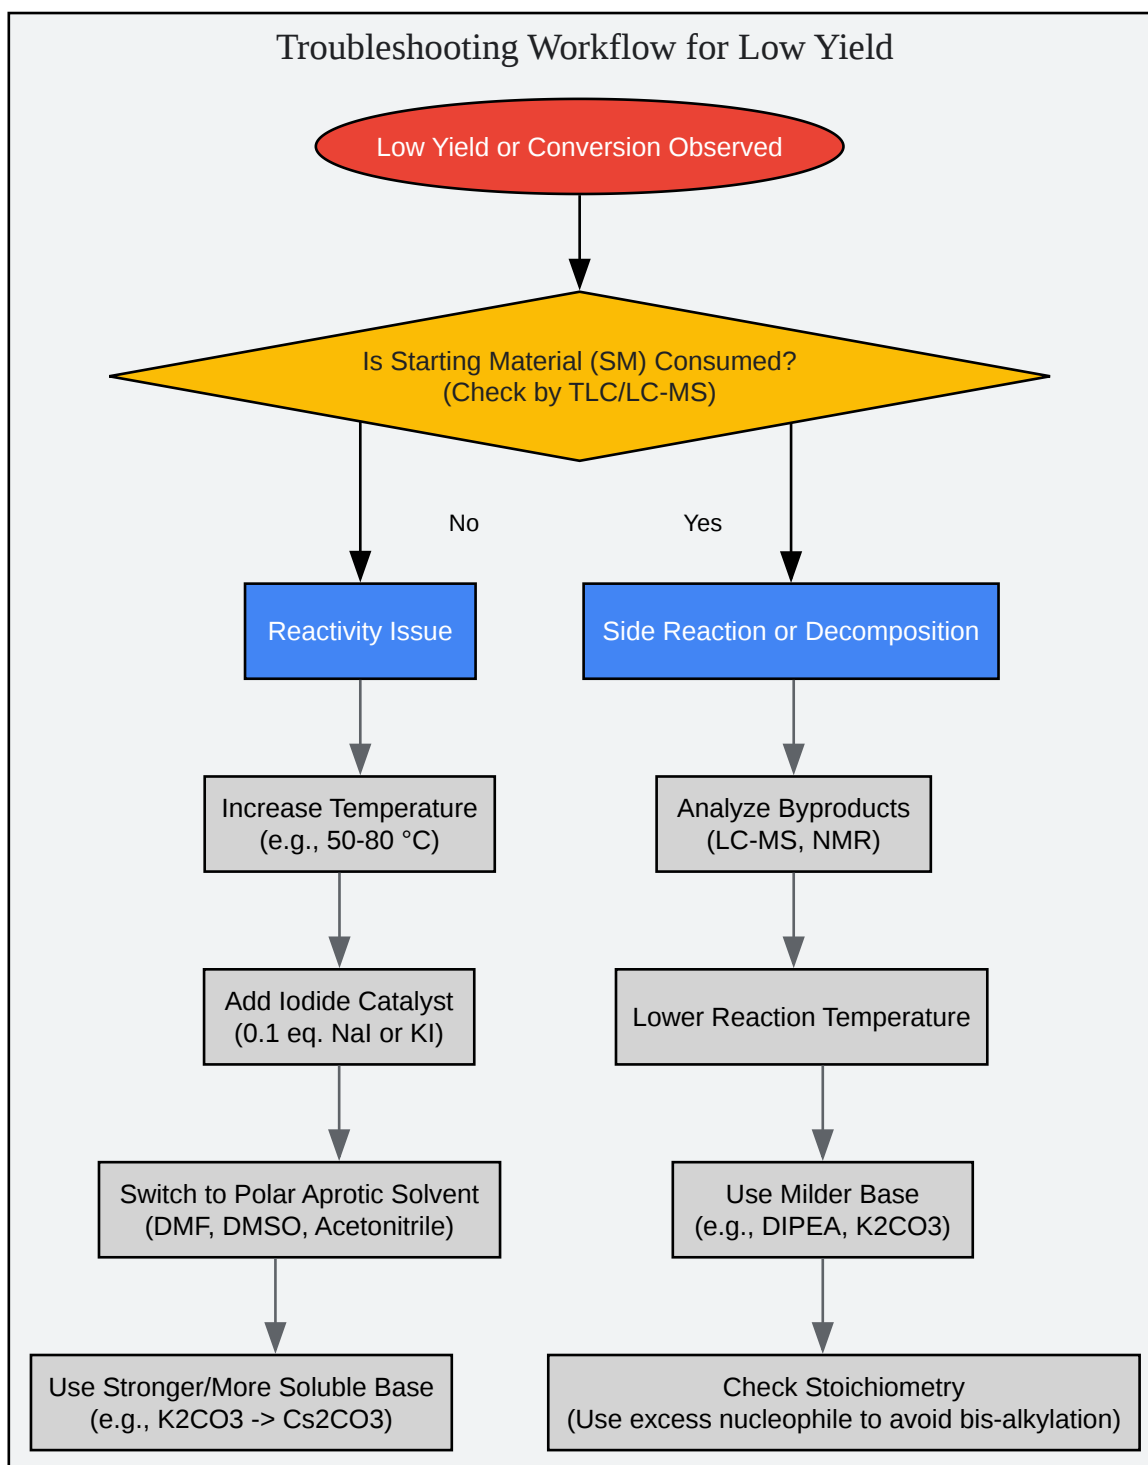 Troubleshooting Workflow for Low Yield
Low Yield or Conversion Observed
Is Starting Material (SM) Consumed?
(Check by TLC/LC-MS)
No
Yes
Reactivity Issue
Side Reaction or Decomposition
Increase Temperature
(e.g., 50-80 °C)
Analyze Byproducts
(LC-MS, NMR)
Add Iodide Catalyst
(0.1 eq. NaI or KI)
Lower Reaction Temperature
Switch to Polar Aprotic Solvent
(DMF, DMSO, Acetonitrile)
Use Milder Base
(e.g., DIPEA, K2CO3)
Use Stronger/More Soluble Base
(e.g., K2CO3 -> Cs2CO3)
Check Stoichiometry
(Use excess nucleophile to avoid bis-alkylation)